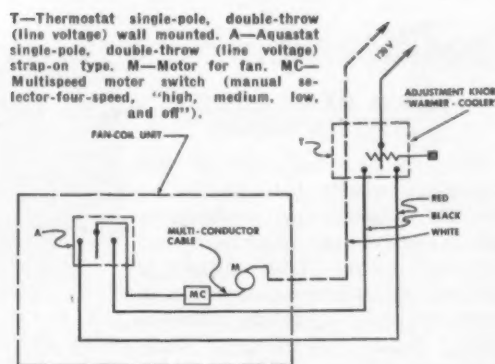 T—Thermostat single-pole, double-throw
(line voltage) wall mounted. A—Aquastat
single-pole, double-throw (line voltage)
strap-on type. M—Motor for fan. MC—
Multispeed motor switch (manual se-
lector-four-speed, "high, medium, low,
and off").
120 V
ADJUSTMENT KNOB
"WARMER - COOLER
FAN-COIL UNIT
T
RED
BLACK
WHITE
A
MULTI-CONDUCTOR
CABLE
M
MC